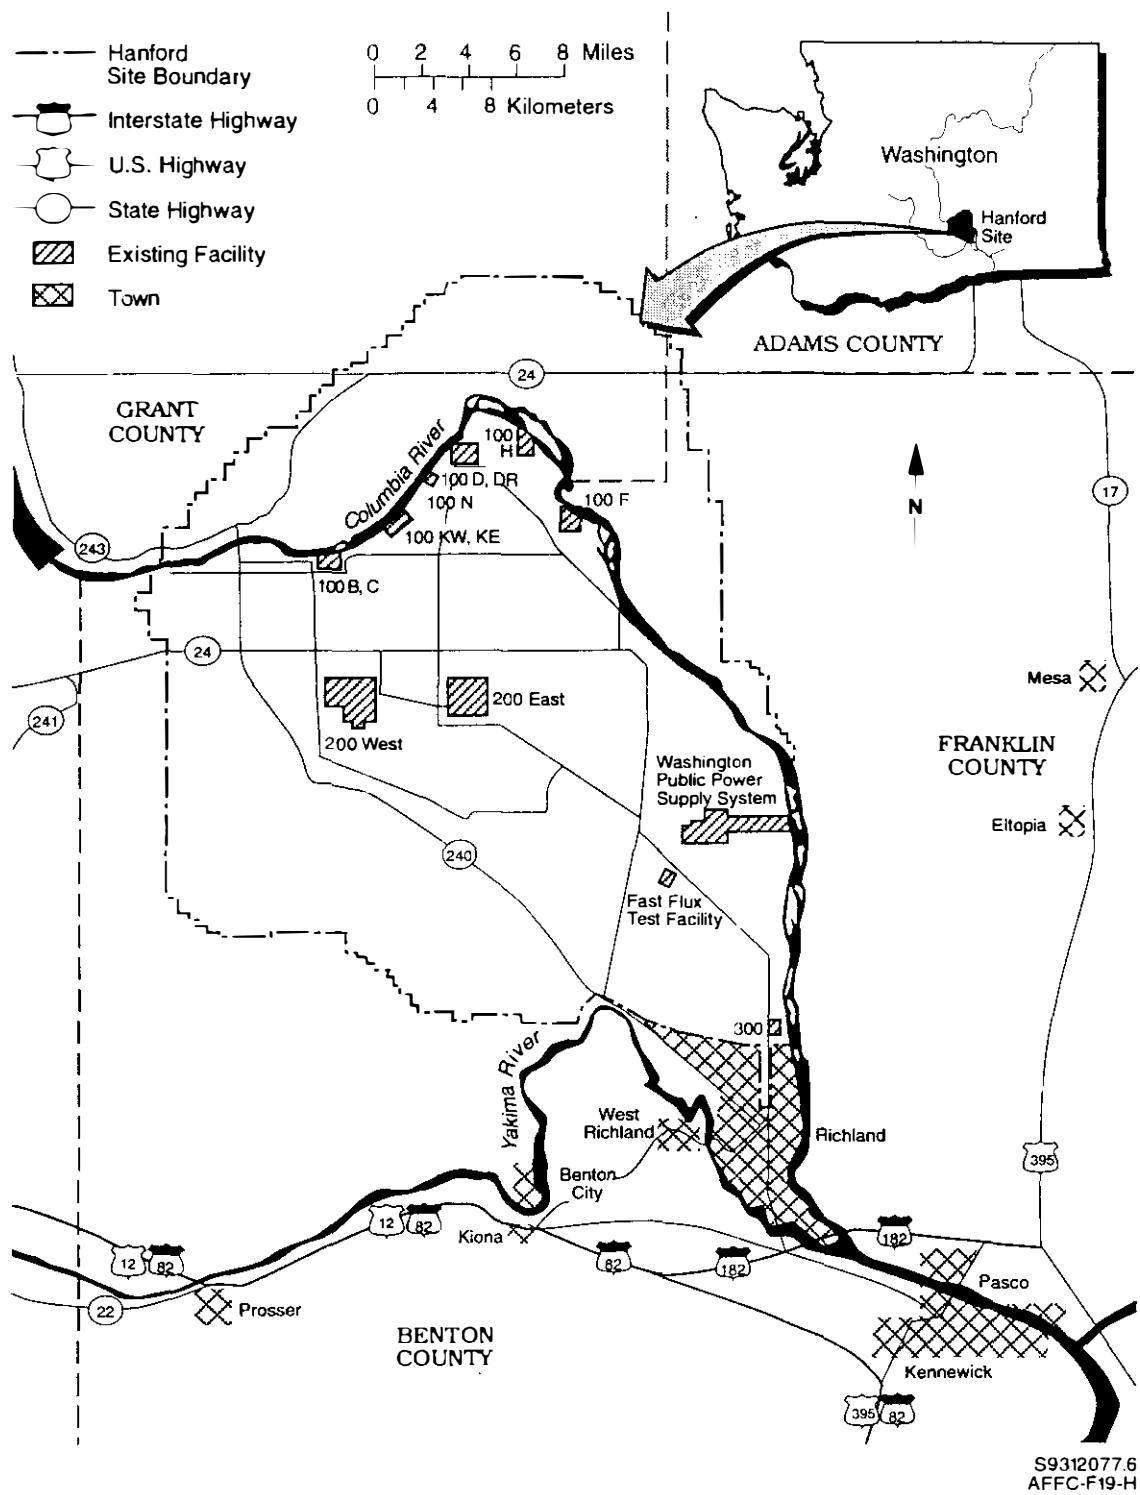 Hanford
Site Boundary
Interstate Highway
U.S. Highway
State Highway
Existing Facility
Town
0 2 4 6 8 Miles
0 4 8 Kilometers
Washington
Hanford
Site
ADAMS COUNTY
24
GRANT
COUNTY
Columbia River
100
H
100 D, DR
100 N
100 F
100 KW, KE
N
17
243
100 B, C
24
241
200 East
200 West
Mesa
FRANKLIN
COUNTY
Washington
Public Power
Supply System
Eltopia
240
Fast Flux
Test Facility
300
Yakima River
West
Richland
Richland
395
Benton
City
Kiona
12
82
12
82
82
182
182
22
Prosser
Pasco
BENTON
COUNTY
Kennewick
395
82
S9312077.6
AFFC-F19-H